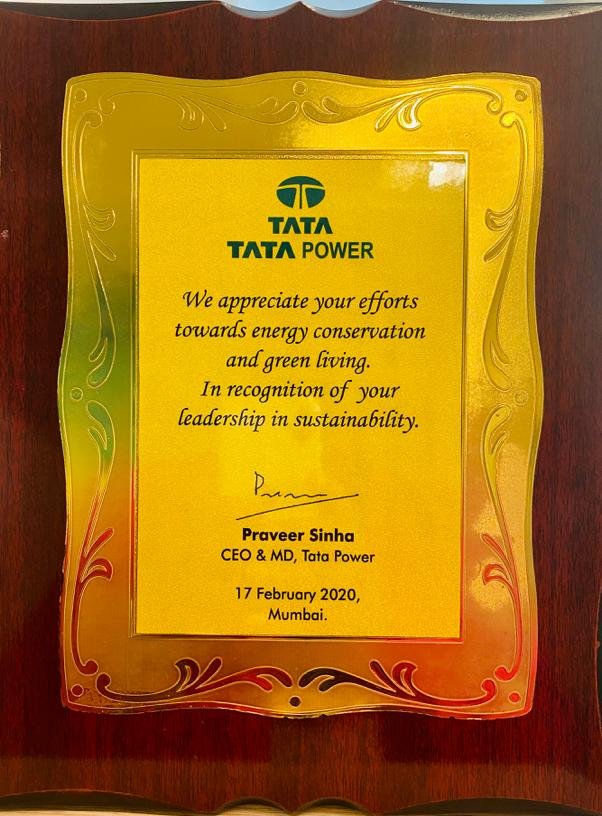 TATA
TATA POWER
We appreciate your efforts
towards energy conservation
and green living.
In recognition of your
leadership in sustainability.
Praveer Sinha
CEO & MD, Tata Power
17 February 2020,
Mumbai.